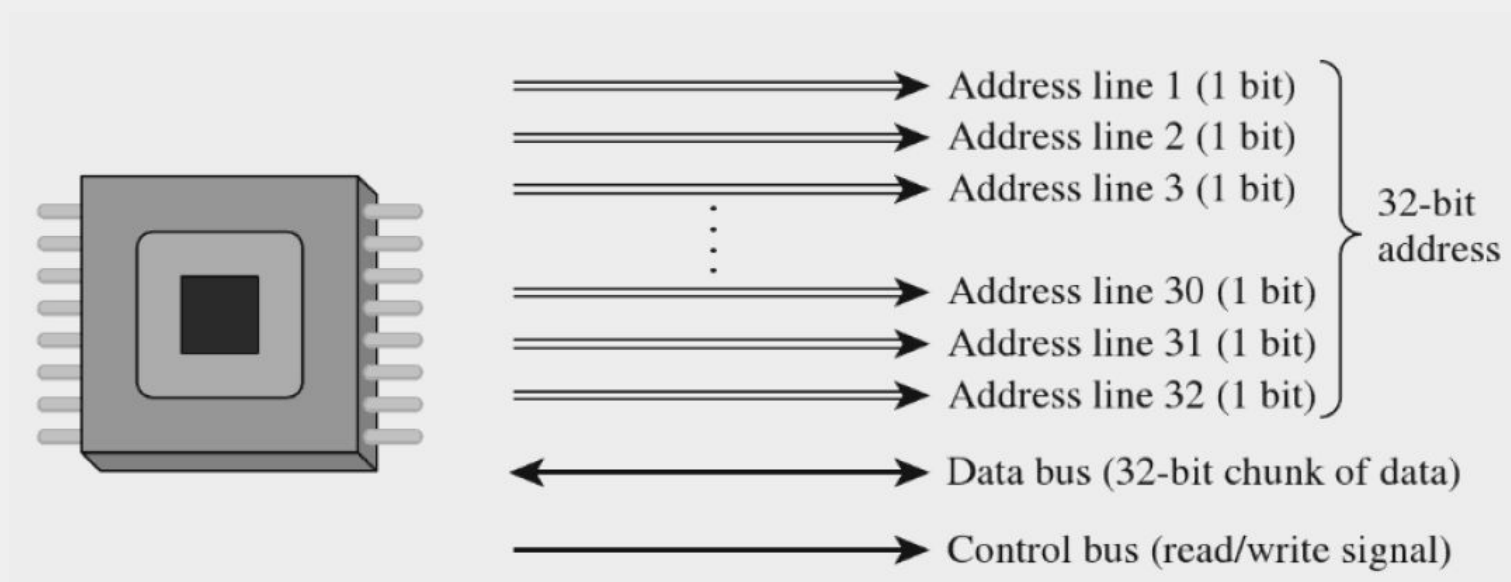 Address line 1 (1 bit)
Address line 2 (1 bit)
Address line 3 (1 bit)
Address line 30 (1 bit)
Address line 31 (1 bit)
Address line 32 (1 bit)
32-bit
address
Data bus (32-bit chunk of data)
Control bus (read/write signal)